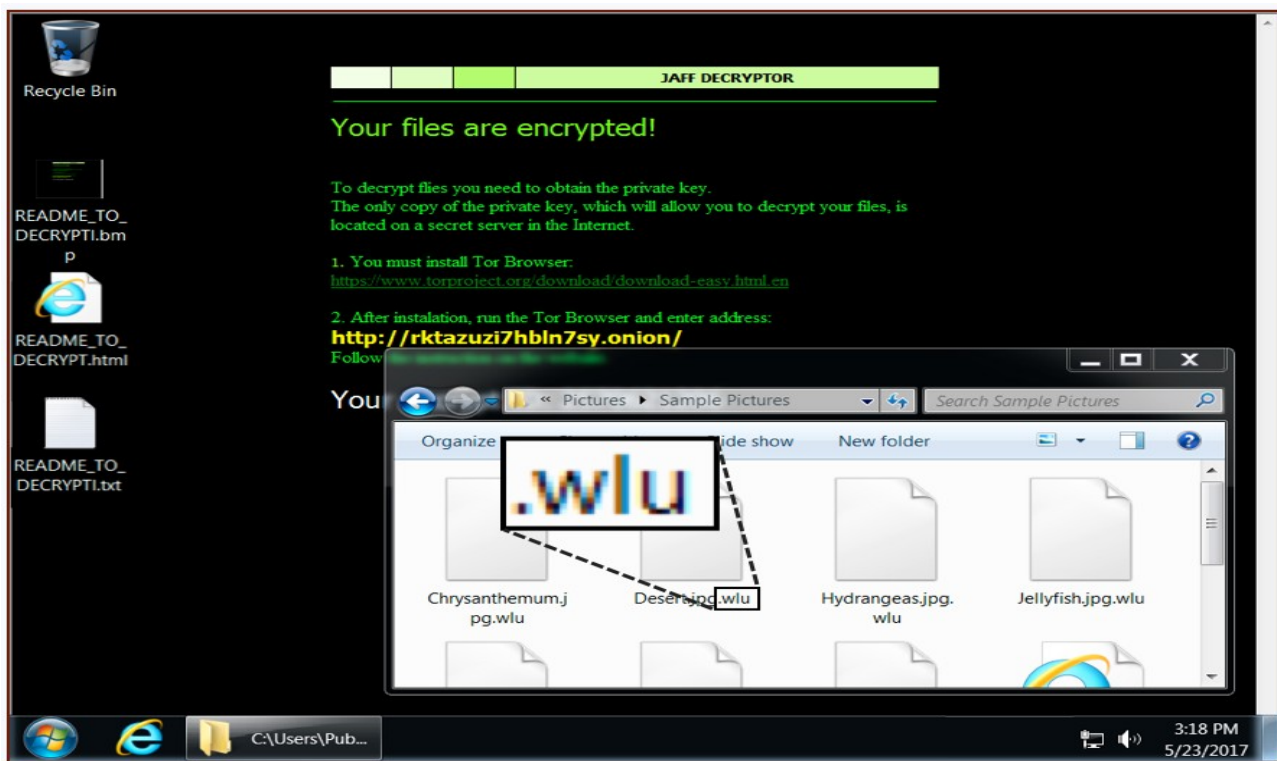 Recycle Bin
README_TO_
DECRYPTI.bm
p
README_TO_
DECRYPT.html
README_TO_
DECRYPTI.txt
JAFF DECRYPTOR
Your files are encrypted!
To decrypt flies you need to obtain the private key.
The only copy of the private key, which will allow you to decrypt your files, is
located on a secret server in the Internet.
1. You must install Tor Browser:
https://www.torproject.org/download/download-easy.html.en
2. After instalation, run the Tor Browser and enter address:
http://rktazuzi7hbln7sy.onion/
Follow
You
« Pictures Sample Pictures
Search Sample Pictures
Organize
show
New folder
.wlu
Chrysanthemum.j
pg.wlu
Desert.jpg.wlu
Hydrangeas.jpg.
wlu
Jellyfish.jpg.wlu
C:\Users\Pub...
3:18 PM
5/23/2017